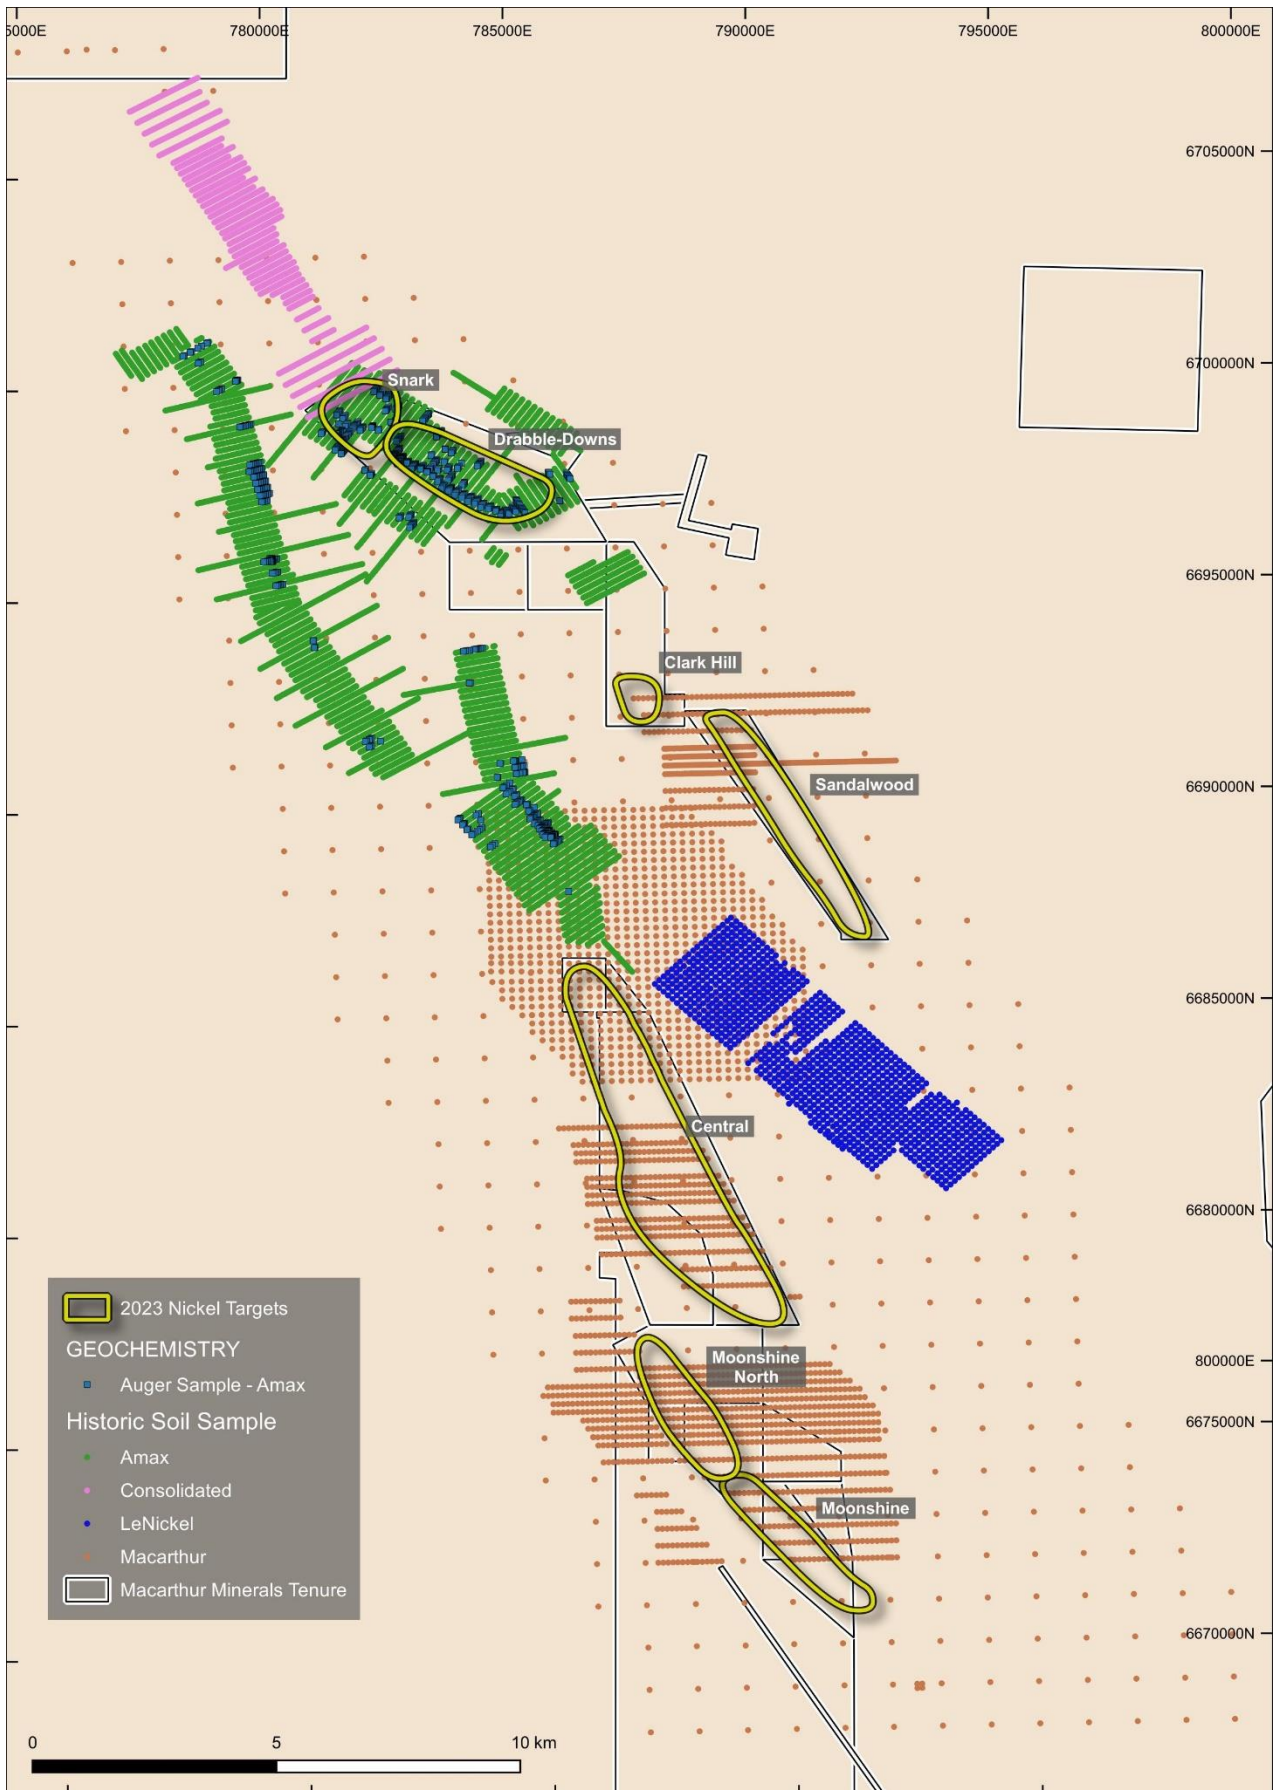 5000E
780000E
785000E
790000E
795000E
800000E
6705000N
6700000N
Snark
Drabble-Downs
6695000N
Clark Hill
Sandalwood
6690000N
6685000N
Central
6680000N
800000E
Moonshine
North
6675000N
Moonshine
6670000N
2023 Nickel Targets
GEOCHEMISTRY
Auger Sample - Amax
Historic Soil Sample
Amax
Consolidated
LeNickel
Macarthur
Macarthur Minerals Tenure
0
5
10 km